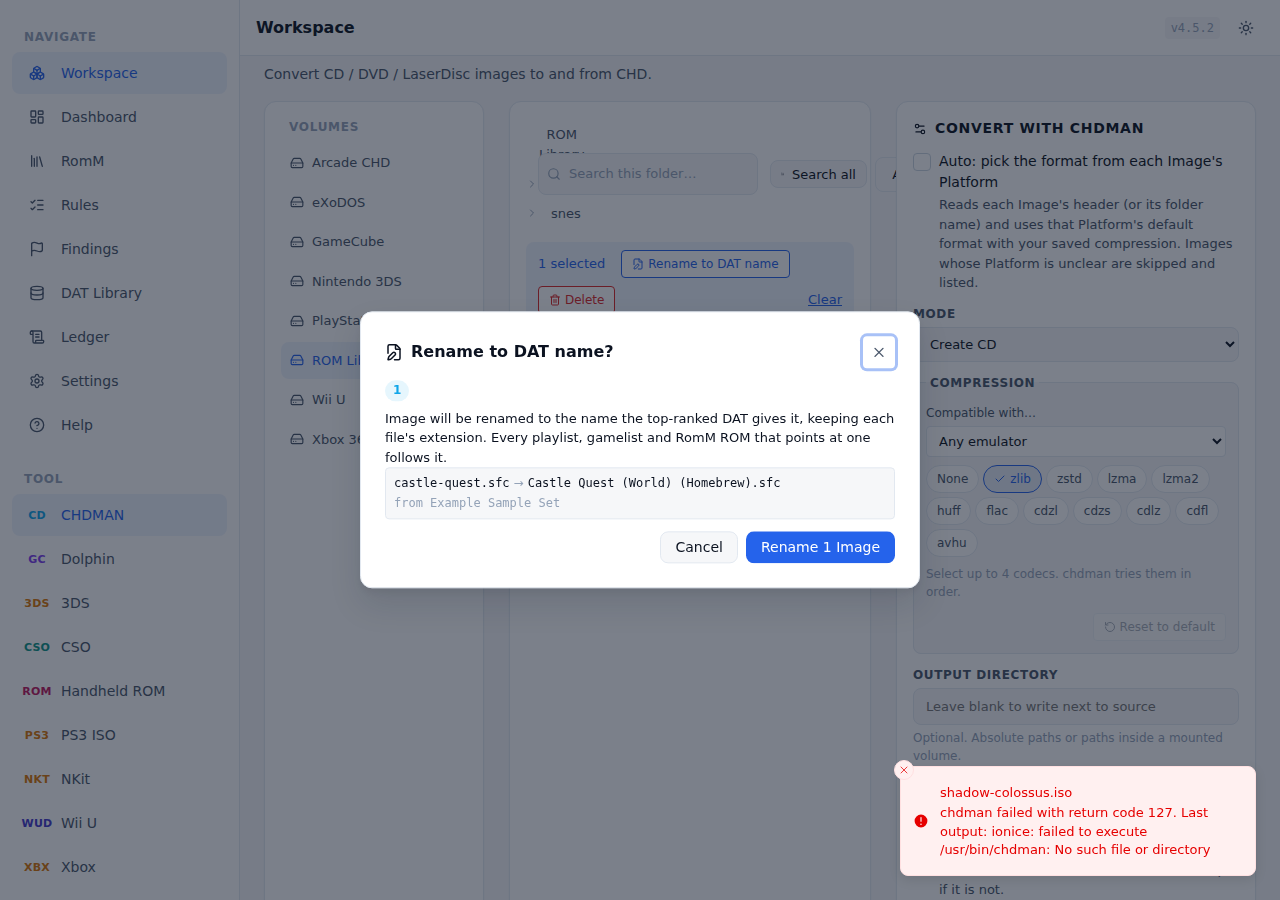 NAVIGATE
Workspace
Dashboard
RomM
Rules
Findings
DAT Library
Ledger
Settings
Help
TOOL
CD CHDMAN
GC Dolphin
3DS 3DS
CSO CSO
ROM Handheld ROM
PS3 PS3 ISO
NKT NKit
WUD Wii U
XBX Xbox
Workspace
v4.5.2
Convert CD / DVD / LaserDisc images to and from CHD.
VOLUMES
Arcade CHD
eXoDOS
GameCube
Nintendo 3DS
PlaySta
ROM Li
Wii U
Xbox 36
ROM
Library
Search this folder…
Search all
snes
1 selected
Rename to DAT name
Delete
Clear
CONVERT WITH CHDMAN
Auto: pick the format from each Image's
Platform
Reads each Image's header (or its folder
name) and uses that Platform's default
format with your saved compression. Images
whose Platform is unclear are skipped and
listed.
MODE
Create CD
COMPRESSION
Compatible with…
Any emulator
None
zlib
zstd
lzma
lzma2
huff
flac
cdzl
cdzs
cdlz
cdfl
avhu
Select up to 4 codecs. chdman tries them in
order.
Reset to default
OUTPUT DIRECTORY
Leave blank to write next to source
Optional. Absolute paths or paths inside a mounted
volume.
if it is not.
Rename to DAT name?
1
Image will be renamed to the name the top-ranked DAT gives it, keeping each
file's extension. Every playlist, gamelist and RomM ROM that points at one
follows it.
castle-quest.sfc → Castle Quest (World) (Homebrew).sfc
from Example Sample Set
Cancel
Rename 1 Image
shadow-colossus.iso
chdman failed with return code 127. Last
output: ionice: failed to execute
/usr/bin/chdman: No such file or directory